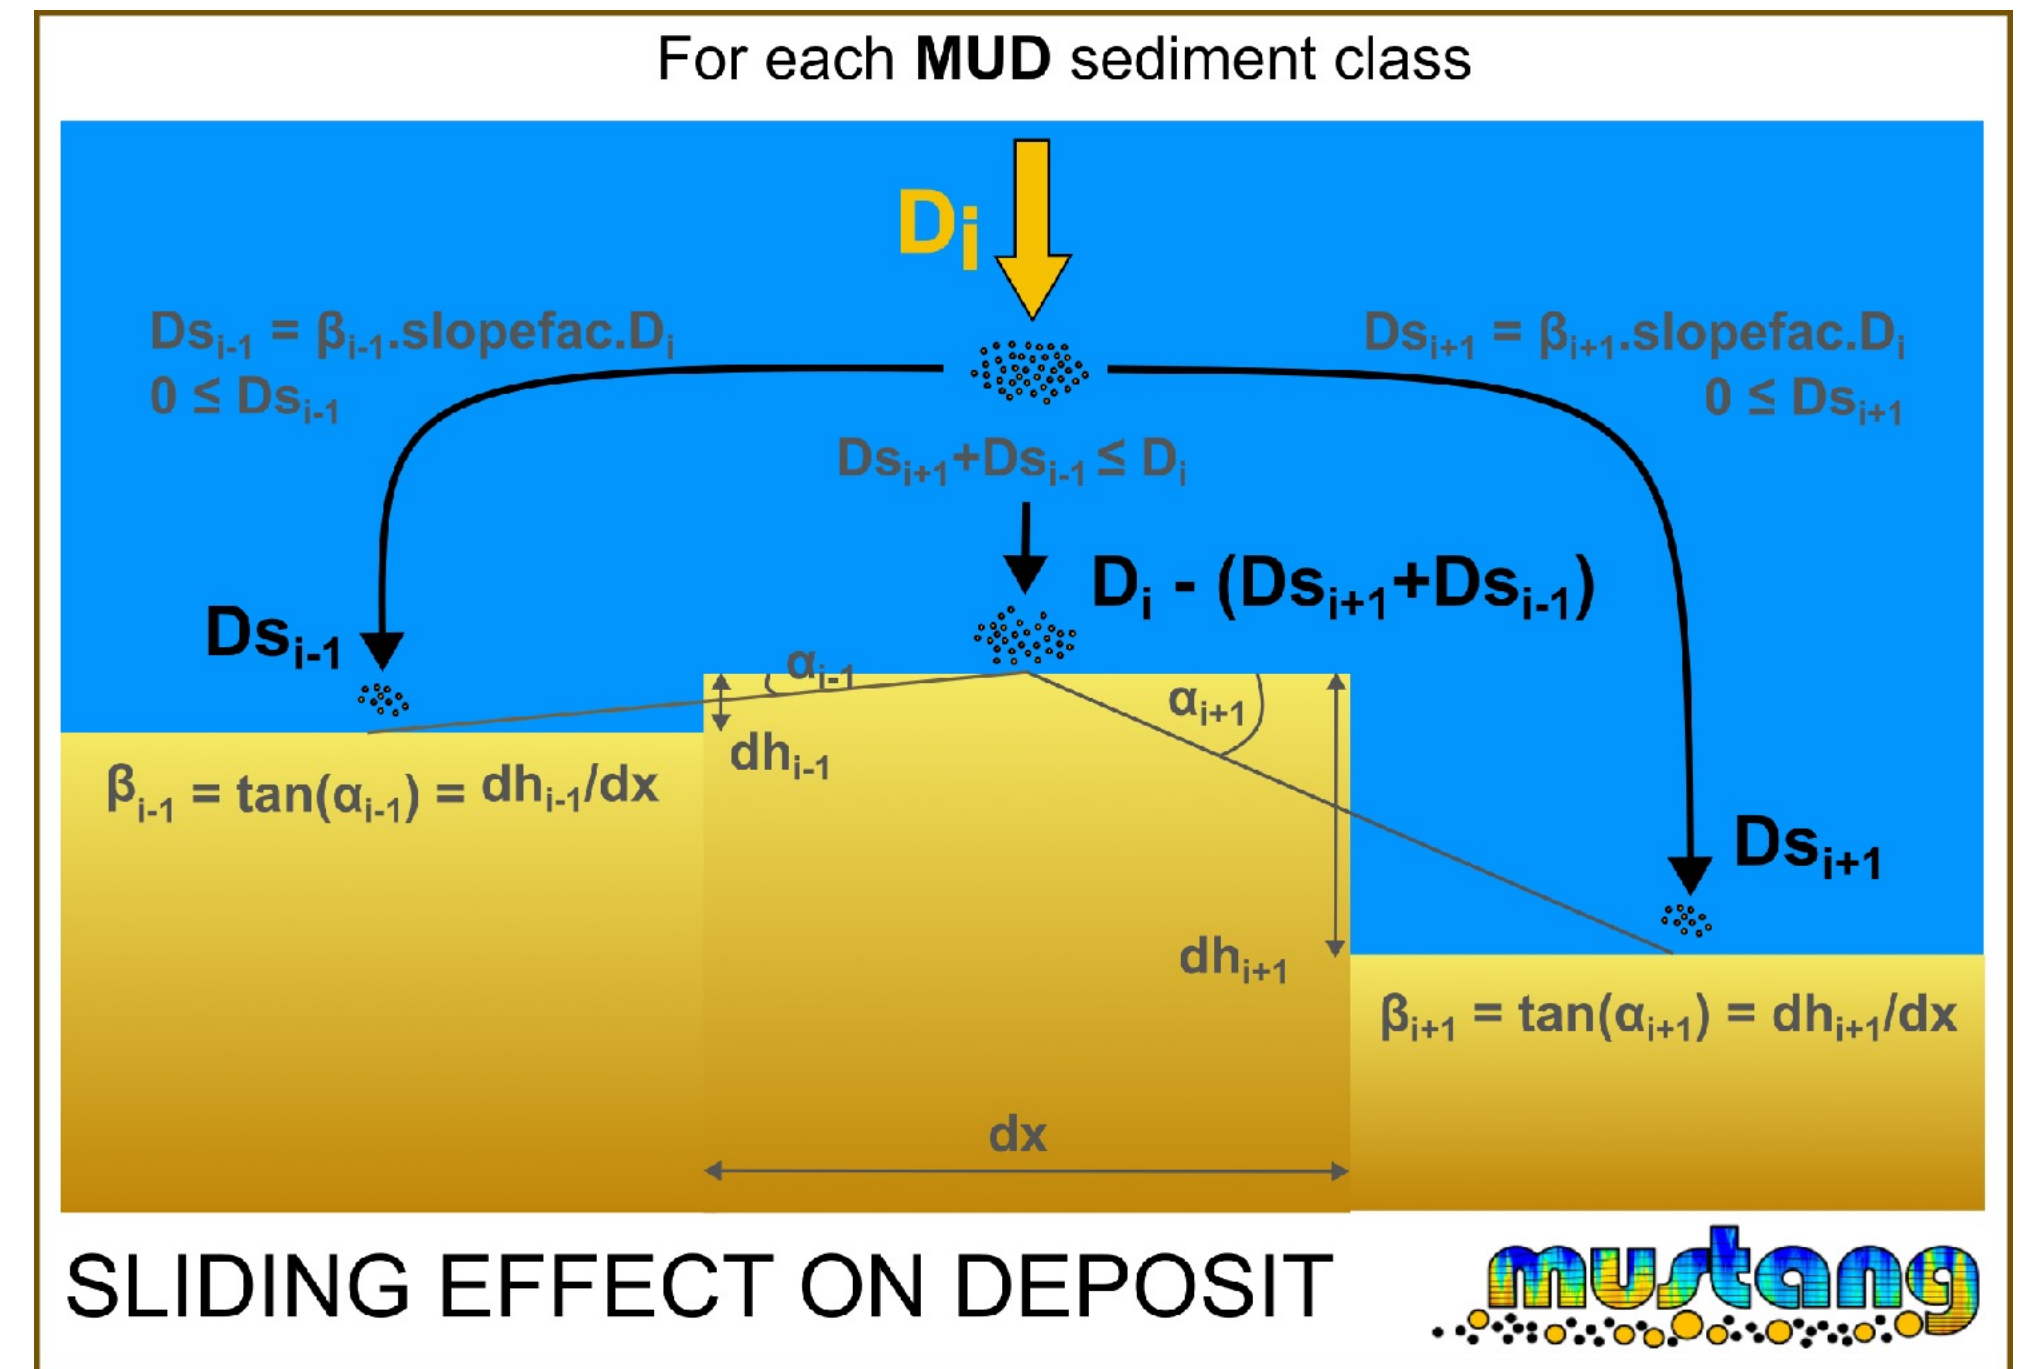 For each MUD sediment class
Di
Dsi-1 = βi-1.slopefac.Di
0 ≤ Dsi-1
Dsi+1 = βi+1.slopefac.Di
0 ≤ Dsi+1
Dsi+1+Dsi-1 ≤ Di
Di - (Dsi+1+Dsi-1)
Dsi-1
αi-1
αi+1
dhi-1
βi-1 = tan(αi-1) = dhi-1/dx
Dsi+1
dhi+1
βi+1 = tan(αi+1) = dhi+1/dx
dx
SLIDING EFFECT ON DEPOSIT
mustang